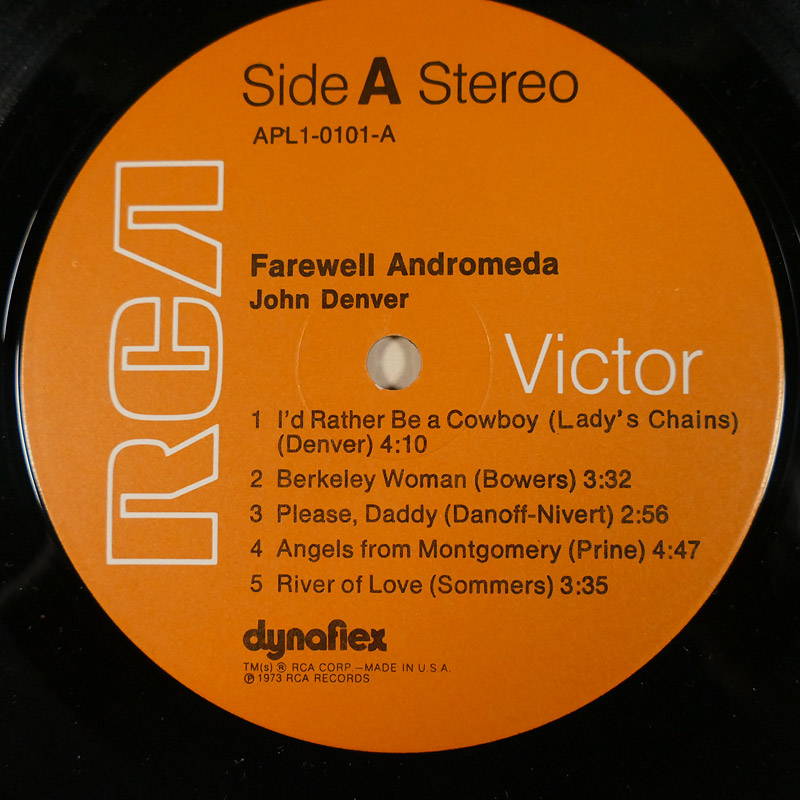 Side A Stereo
APL1-0101-A
RCA
Farewell Andromeda
John Denver
Victor
1 I'd Rather Be a Cowboy (Lady's Chains)
(Denver) 4:10
2 Berkeley Woman (Bowers) 3:32
3 Please, Daddy (Danoff-Nivert) 2:56
4 Angels from Montgomery (Prine) 4:47
5 River of Love (Sommers) 3:35
dynaflex
TM(s) ® RCA CORP.—MADE IN U.S.A.
℗ 1973 RCA RECORDS